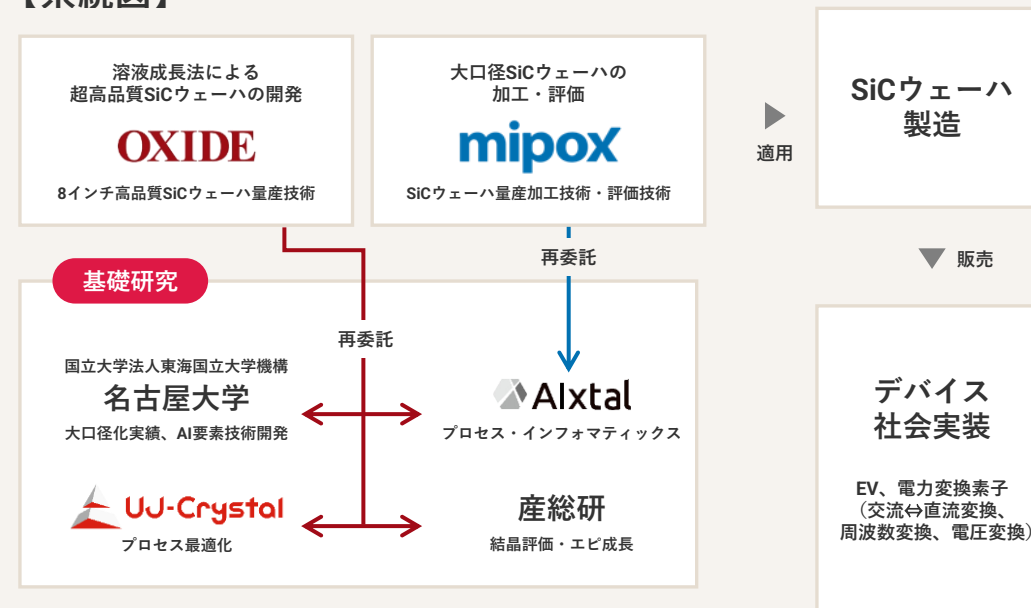 【系統図】
溶液成長法による
超高品質SiCウェーハの開発
OXIDE
8インチ高品質SiCウェーハ量産技術
大口径SiCウェーハの
加工・評価
mipox
SiCウェーハ量産加工技術・評価技術
適用
SiCウェーハ
製造
再委託
販売
基礎研究
再委託
国立大学法人東海国立大学機構
名古屋大学
大口径化実績、AI要素技術開発
AIxtal
プロセス・インフォマティックス
UJ-Crystal
プロセス最適化
産総研
結晶評価・エピ成長
デバイス
社会実装
EV、電力変換素子
（交流⇔直流変換、
周波数変換、電圧変換）